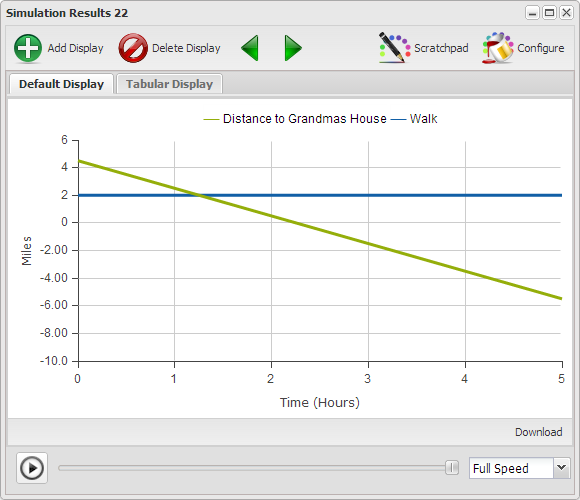 Simulation Results 22
Add Display Delete Display Scratchpad Configure
Default Display Tabular Display
Distance to Grandmas House Walk
6
4
2
0
-2.00
-4.00
-6.00
-8.00
-10.0
Miles
0 1 2 3 4 5
Time (Hours)
Download
Full Speed